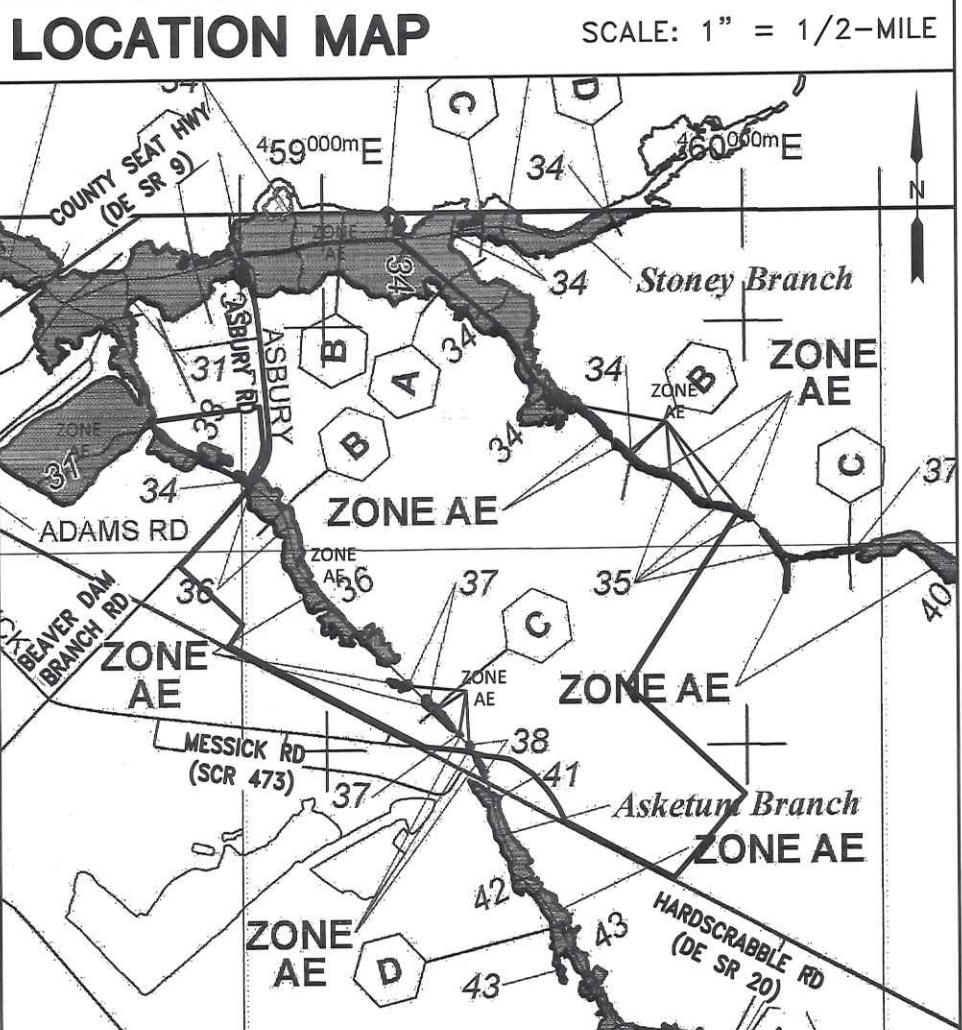 LOCATION MAP
SCALE: 1" = 1/2-MILE
C
D
COUNTY SEAT HWY
(DE SR 9)
459000mE
460000mE
34
N
ZONE
AE
34
34
Stoney Branch
ASBURY RD
ASBURY
31
B
A
34
34
ZONE
AE
B
ZONE
AE
38
ZONE
AE
31
B
34
C
37
34
ZONE AE
ADAMS RD
ZONE
AE
36
36
37
35
40
BEAVER DAM
BRANCH RD
C
ZONE
AE
ZONE
AE
ZONE AE
MESSICK RD
(SCR 473)
38
41
37
Asketum Branch
ZONE AE
42
HARDSCRABBLE RD
(DE SR 20)
43
ZONE
AE
D
43